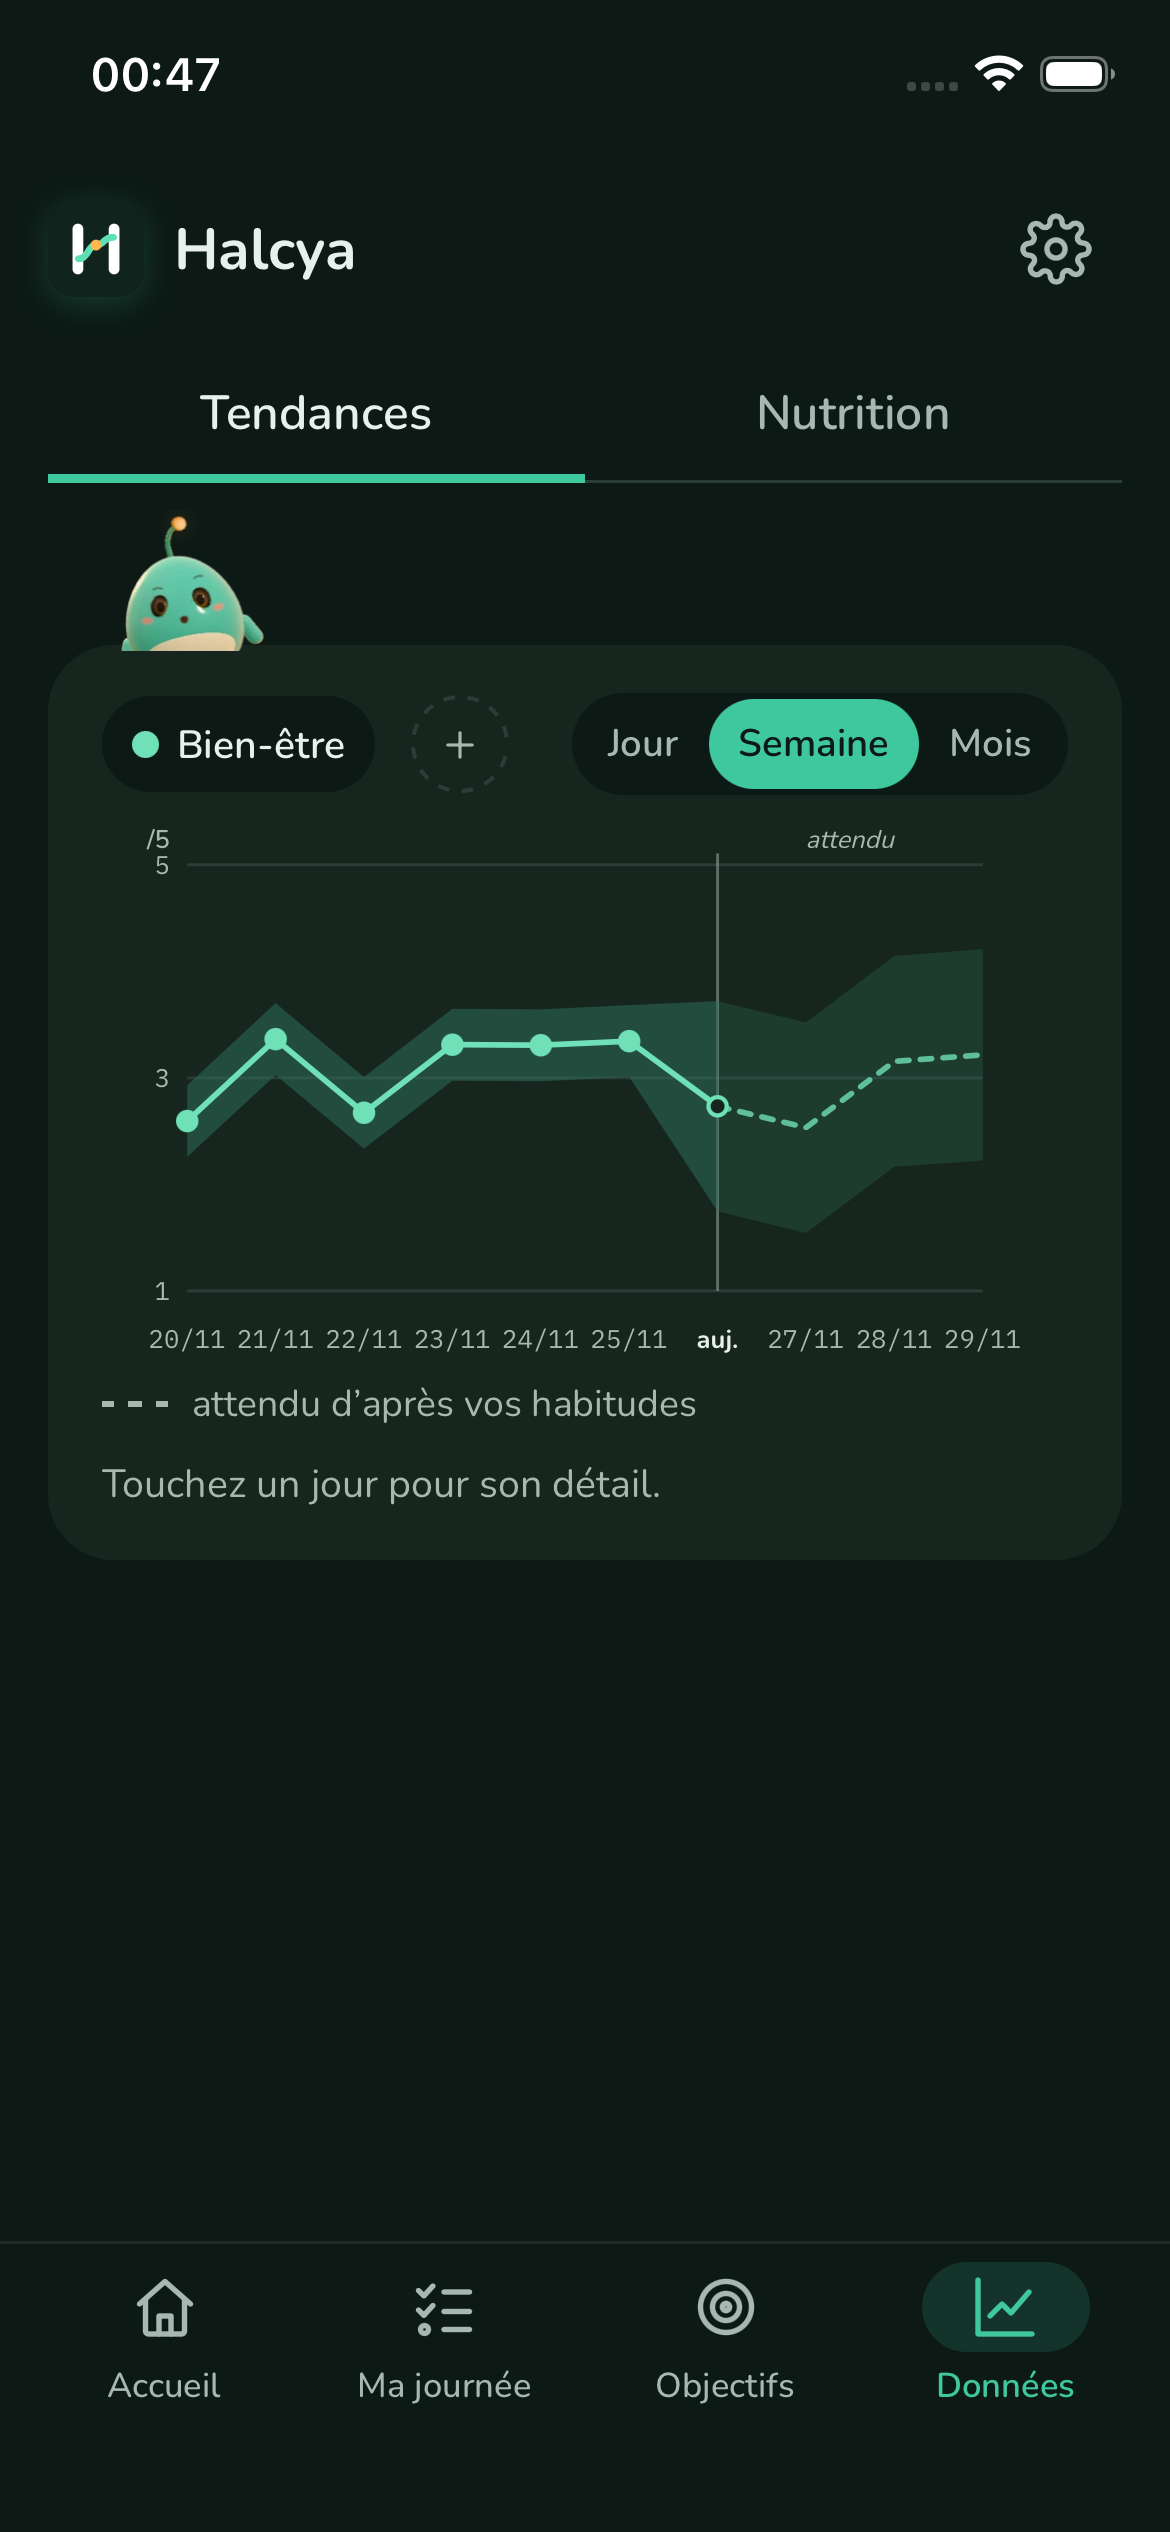 00:47
Halcya
Tendances Nutrition
Bien-être + Jour Semaine Mois
/5 attendu
5
3
1
20/11 21/11 22/11 23/11 24/11 25/11 auj. 27/11 28/11 29/11
attendu d’après vos habitudes
Touchez un jour pour son détail.
Accueil Ma journée Objectifs Données